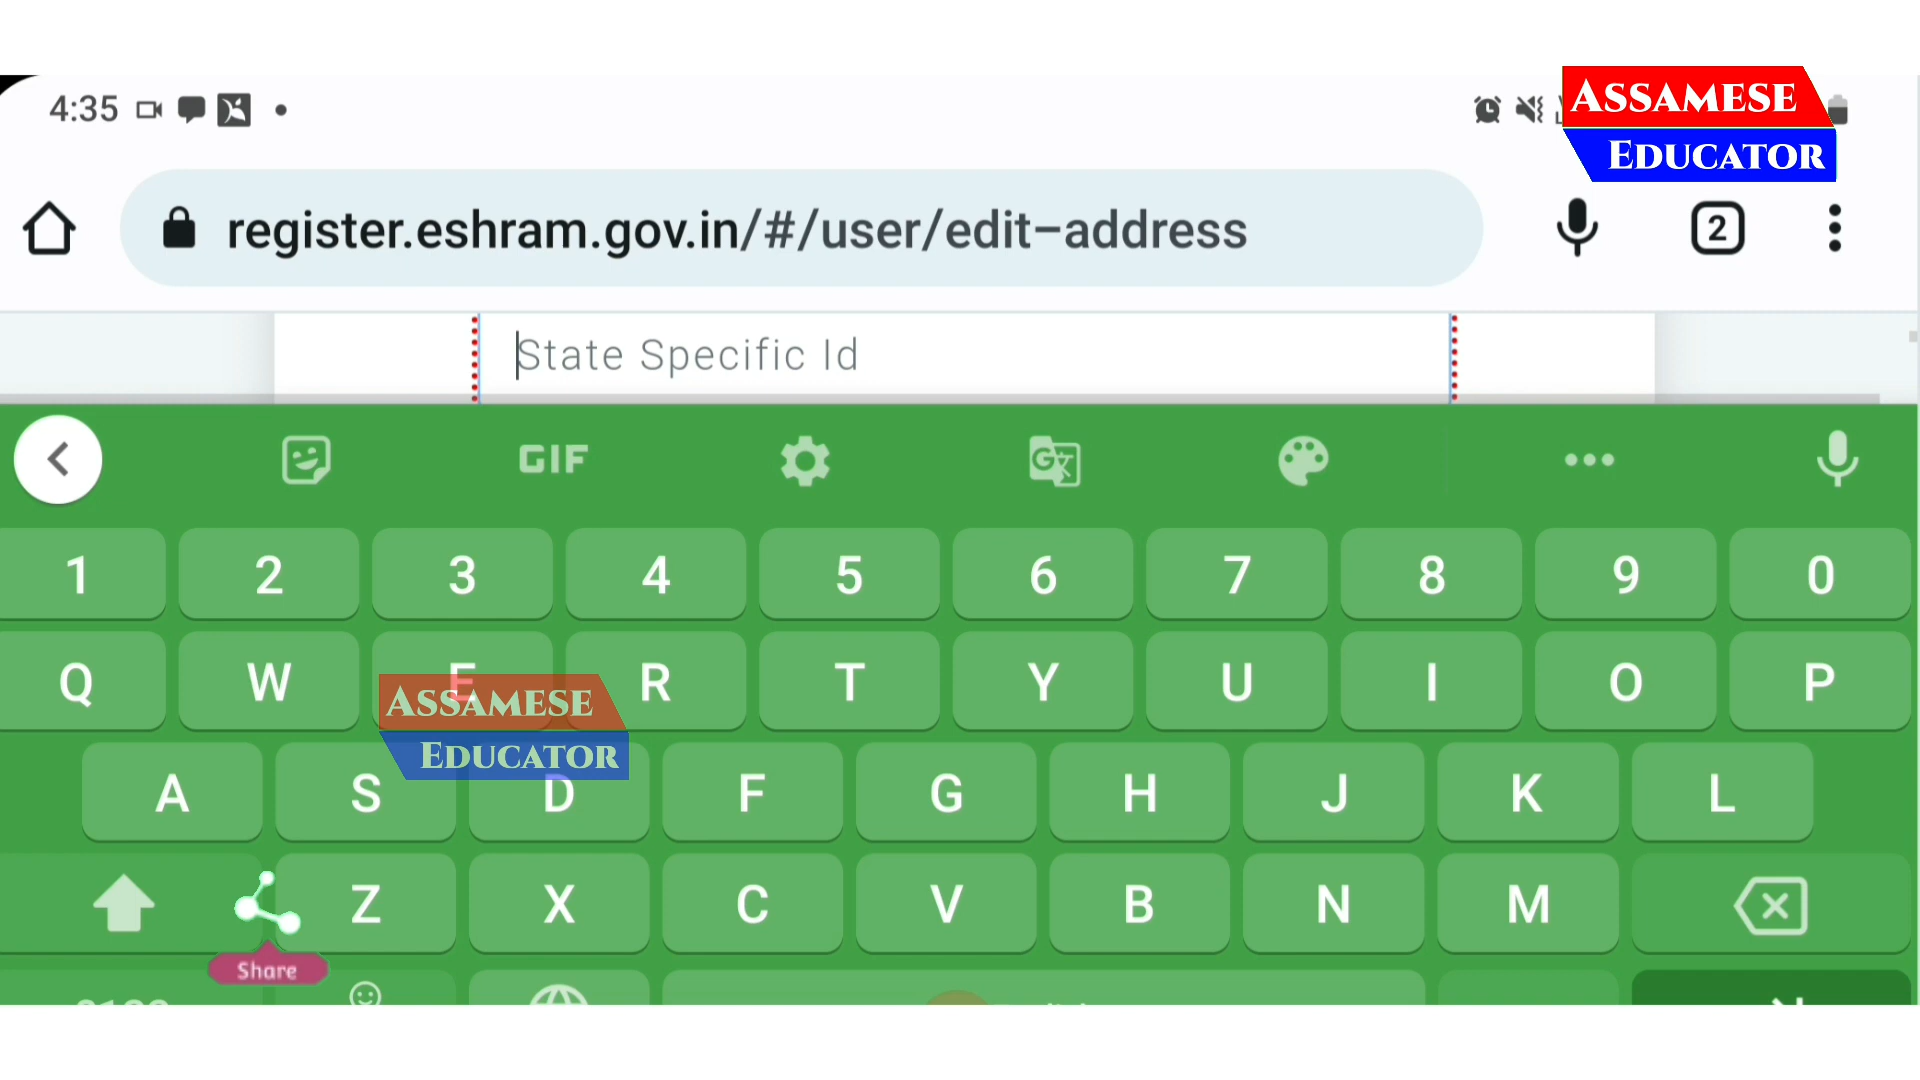 4:35
ASSAMESE
EDUCATOR
register.eshram.gov.in/#/user/edit-address
2
State Specific Id
GIF
G
1 2 3 4 5 6 7 8 9 0
Q W E R T Y U I O P
ASSAMESE
EDUCATOR
A S D F G H J K L
Z X C V B N M
Share